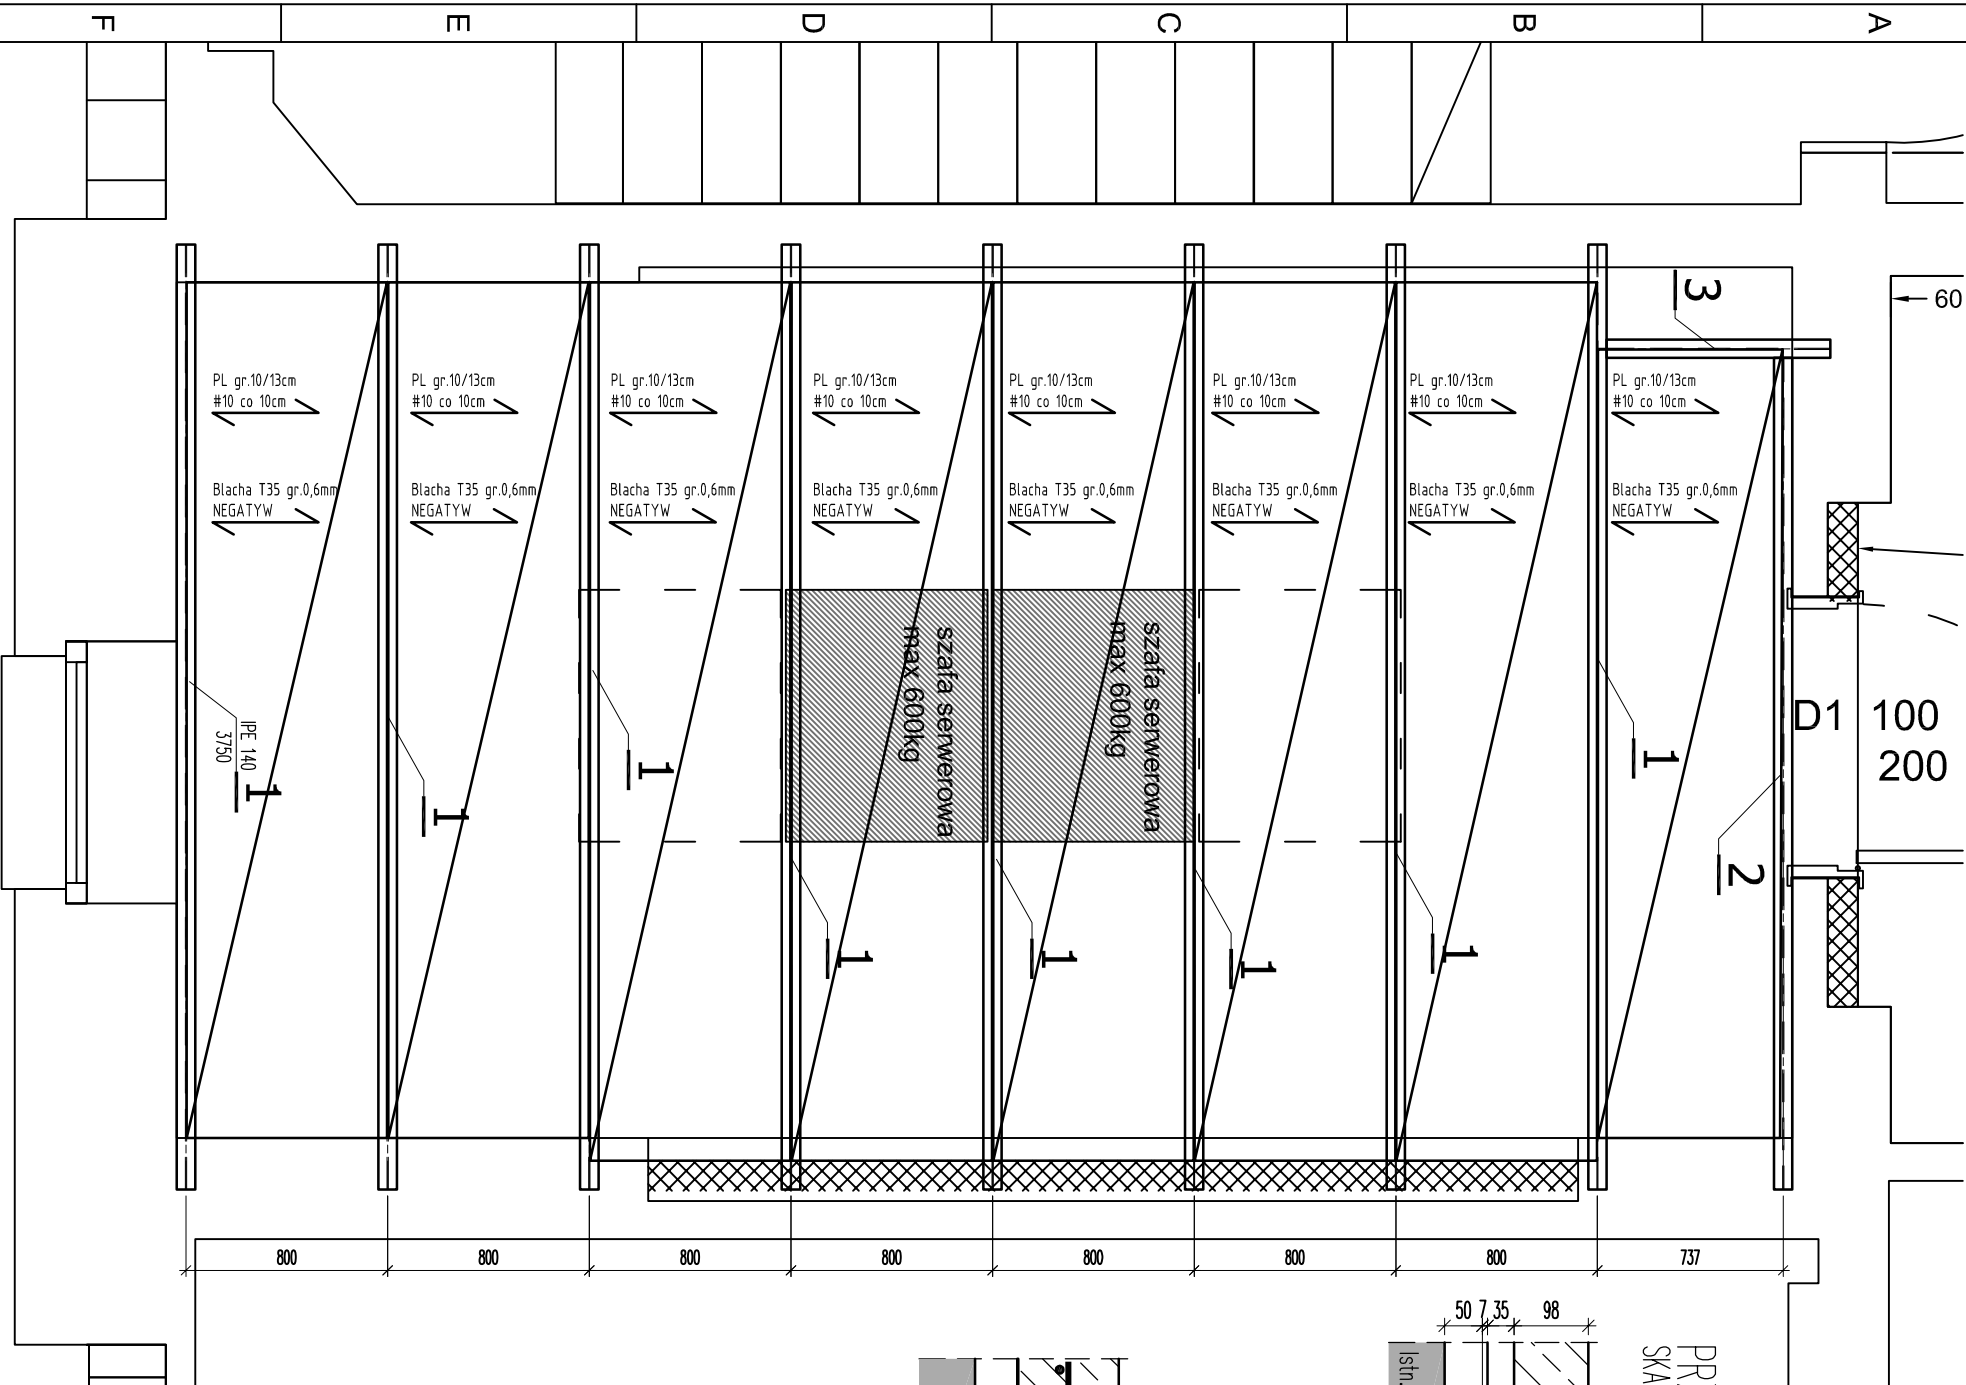 F
E
D
C
B
A
60
3
PL gr.10/13cm
#10 co 10cm
PL gr.10/13cm
#10 co 10cm
PL gr.10/13cm
#10 co 10cm
PL gr.10/13cm
#10 co 10cm
PL gr.10/13cm
#10 co 10cm
PL gr.10/13cm
#10 co 10cm
PL gr.10/13cm
#10 co 10cm
PL gr.10/13cm
#10 co 10cm
Blacha T35 gr.0,6mm
NEGATYW
Blacha T35 gr.0,6mm
NEGATYW
Blacha T35 gr.0,6mm
NEGATYW
Blacha T35 gr.0,6mm
NEGATYW
Blacha T35 gr.0,6mm
NEGATYW
Blacha T35 gr.0,6mm
NEGATYW
Blacha T35 gr.0,6mm
NEGATYW
Blacha T35 gr.0,6mm
NEGATYW
szafa serwerowa
max 600kg
szafa serwerowa
max 600kg
D1 100
200
IPE 140
3750
1
1
1
1
1
1
1
1
2
800
800
800
800
800
800
800
737
50 7 35 98
Istn.
PR
SKA